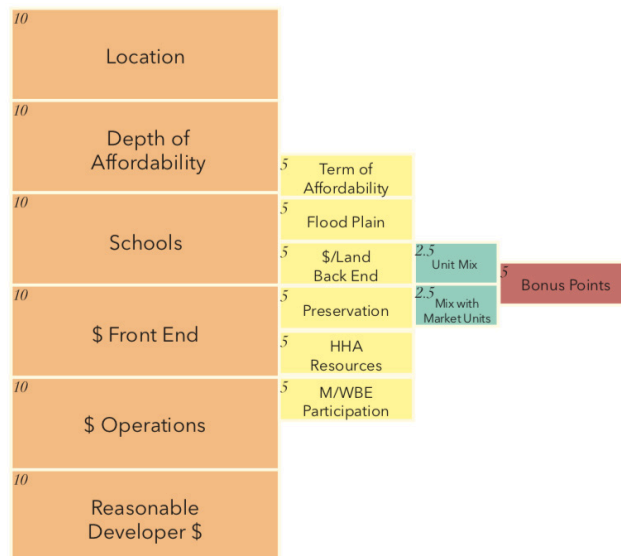 10
Location
10
Depth of
Affordability
10
Schools
10
$ Front End
10
$ Operations
10
Reasonable
Developer $
5
Term of
Affordability
5
Flood Plain
5
$/Land
Back End
5
Preservation
5
HHA
Resources
5
M/WBE
Participation
2.5
Unit Mix
2.5
Mix with
Market Units
5
Bonus Points